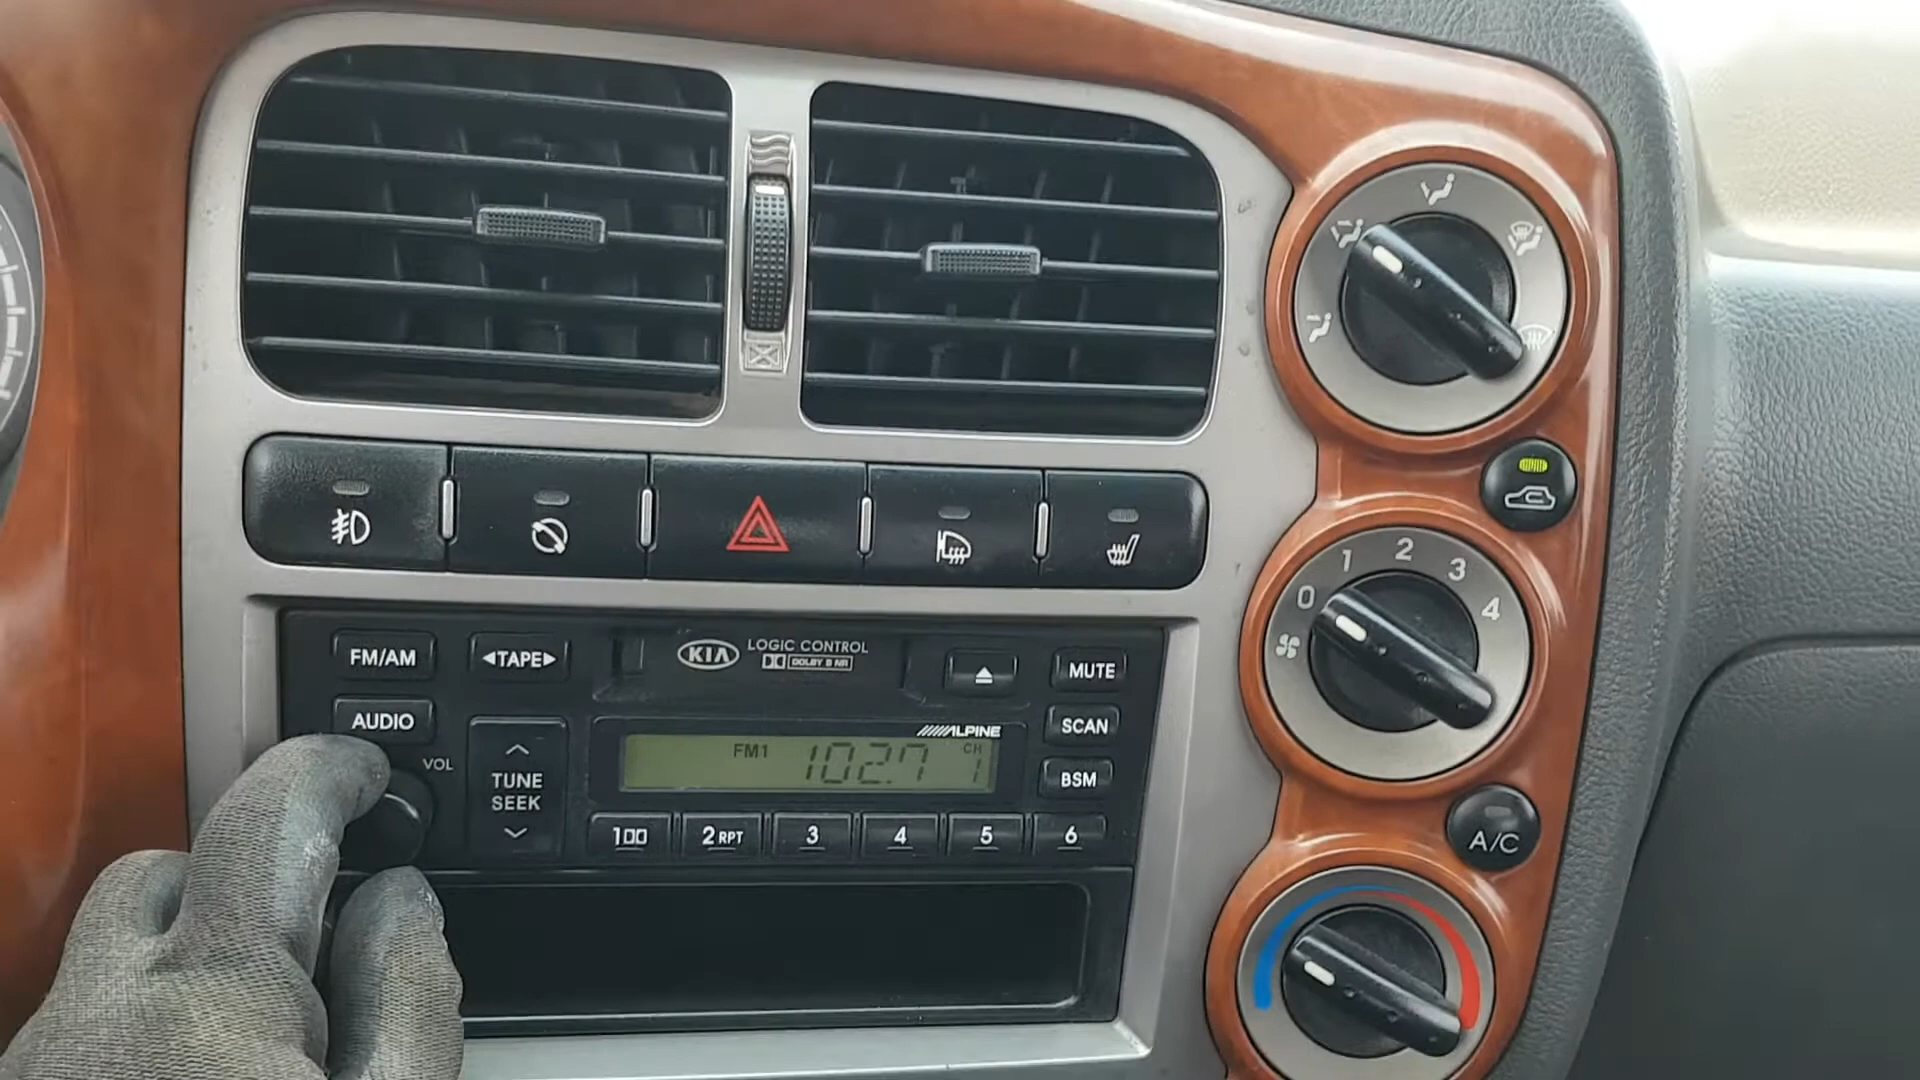 0 1 2 3 4
FM/AM
TAPE
KIA
LOGIC CONTROL
DOLBY B NR
MUTE
AUDIO
VOL
TUNE
SEEK
ALPINE
SCAN
FM1 102.7 CH 1
BSM
1 2 RPT 3 4 5 6
A/C